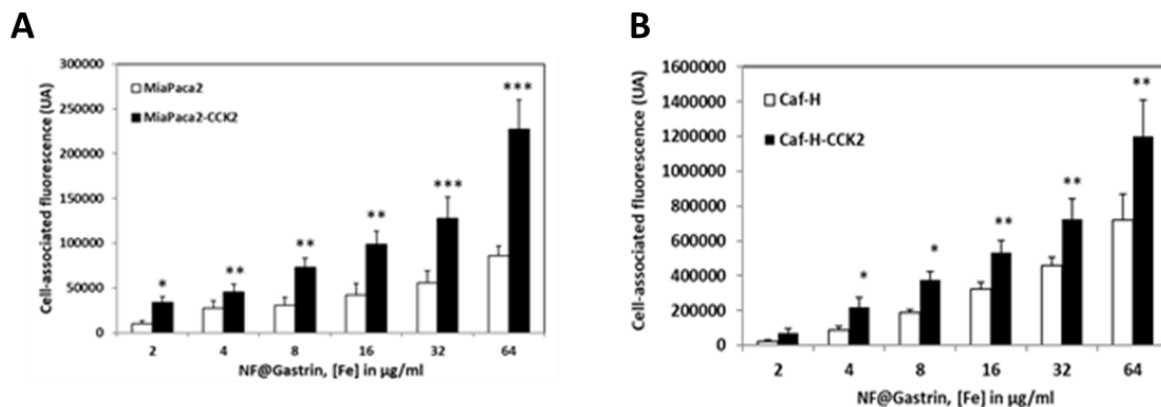 A
Cell-associated fluorescence (UA)
300000
250000
200000
150000
100000
50000
0
MiaPaca2
MiaPaca2-CCK2
*
**
**
**
***
***
2 4 8 16 32 64
NF@Gastrin, [Fe] in µg/ml
B
Cell-associated fluorescence (UA)
1600000
1400000
1200000
1000000
800000
600000
400000
200000
0
Caf-H
Caf-H-CCK2
*
*
**
**
**
2 4 8 16 32 64
NF@Gastrin, [Fe] in µg/ml